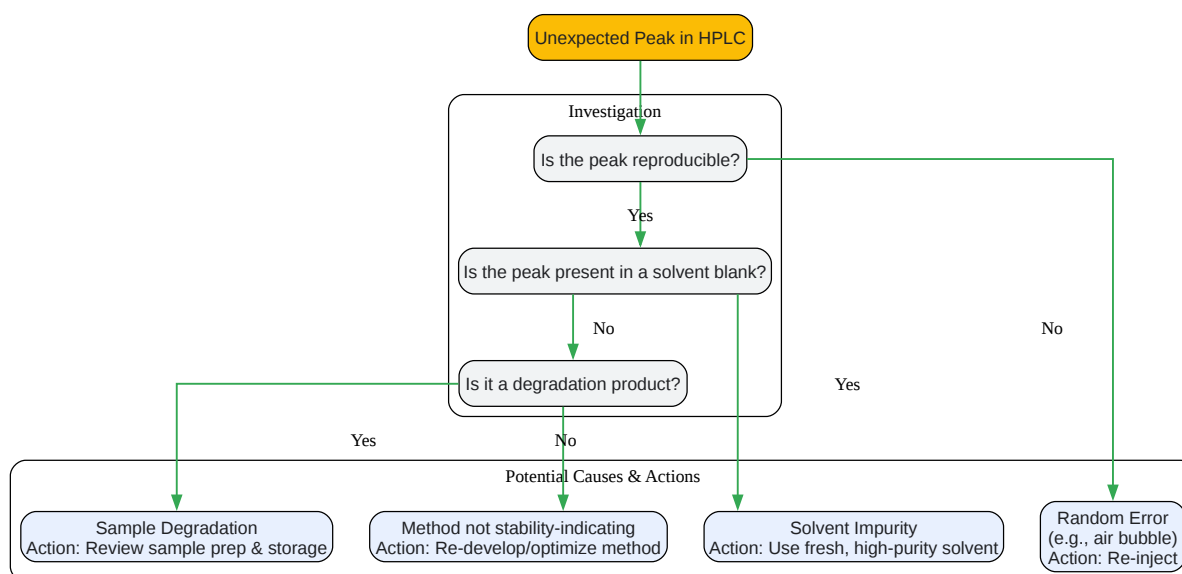 Unexpected Peak in HPLC
Investigation
Is the peak reproducible?
Yes
Is the peak present in a solvent blank?
No
No
Is it a degradation product?
Yes
Yes
No
Potential Causes & Actions
Sample Degradation
Action: Review sample prep & storage
Method not stability-indicating
Action: Re-develop/optimize method
Solvent Impurity
Action: Use fresh, high-purity solvent
Random Error
(e.g., air bubble)
Action: Re-inject